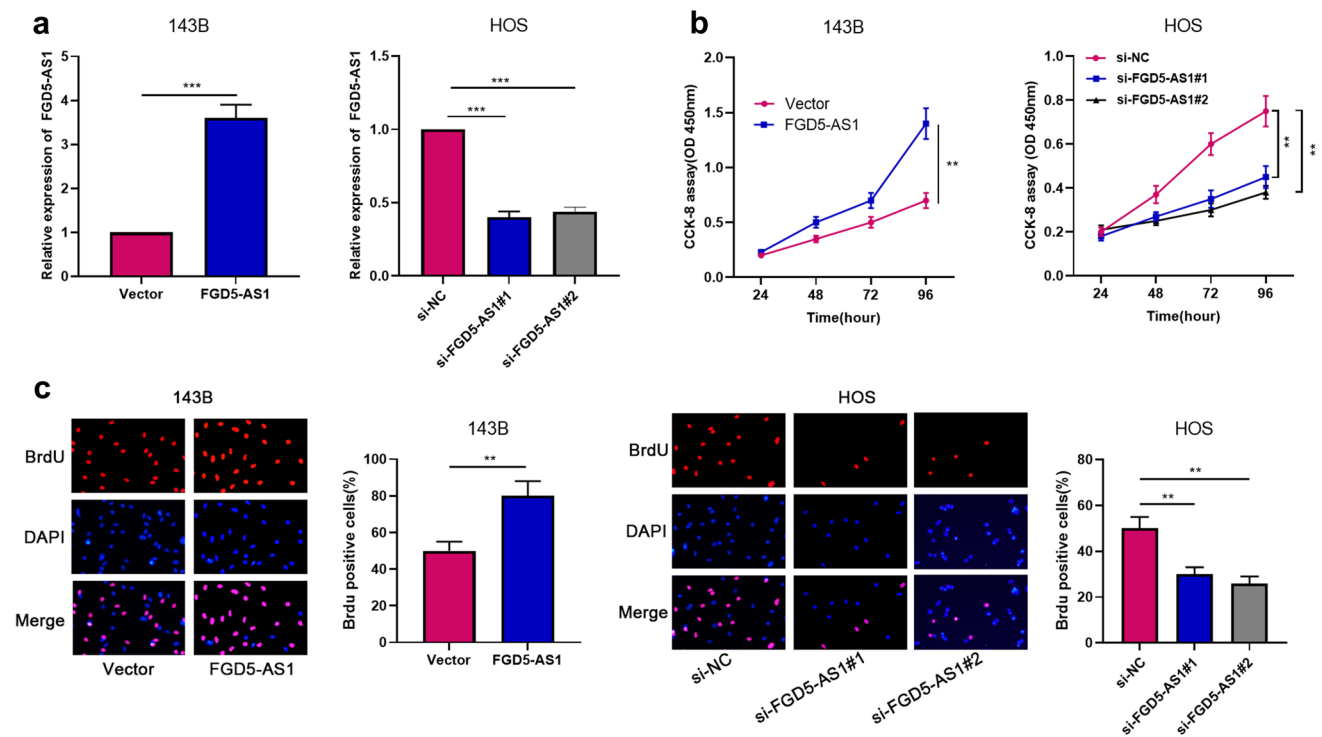 a
143B
Relative expression of FGD5-AS1
5
4
3
2
1
0
***
Vector
FGD5-AS1
HOS
Relative expression of FGD5-AS1
1.5
1.0
0.5
0.0
***
***
si-NC
si-FGD5-AS1#1
si-FGD5-AS1#2
b
143B
CCK-8 assay(OD 450nm)
2.0
1.5
1.0
0.5
0.0
Vector
FGD5-AS1
**
24
48
72
96
Time(hour)
HOS
CCK-8 assay (OD 450nm)
1.0
0.8
0.6
0.4
0.2
0.0
si-NC
si-FGD5-AS1#1
si-FGD5-AS1#2
**
**
24
48
72
96
Time(hour)
c
143B
BrdU
DAPI
Merge
Vector
FGD5-AS1
143B
Brdu positive cells(%)
100
80
60
40
20
0
**
Vector
FGD5-AS1
HOS
BrdU
DAPI
Merge
si-NC
si-FGD5-AS1#1
si-FGD5-AS1#2
HOS
Brdu positive cells(%)
80
60
40
20
0
**
**
si-NC
si-FGD5-AS1#1
si-FGD5-AS1#2